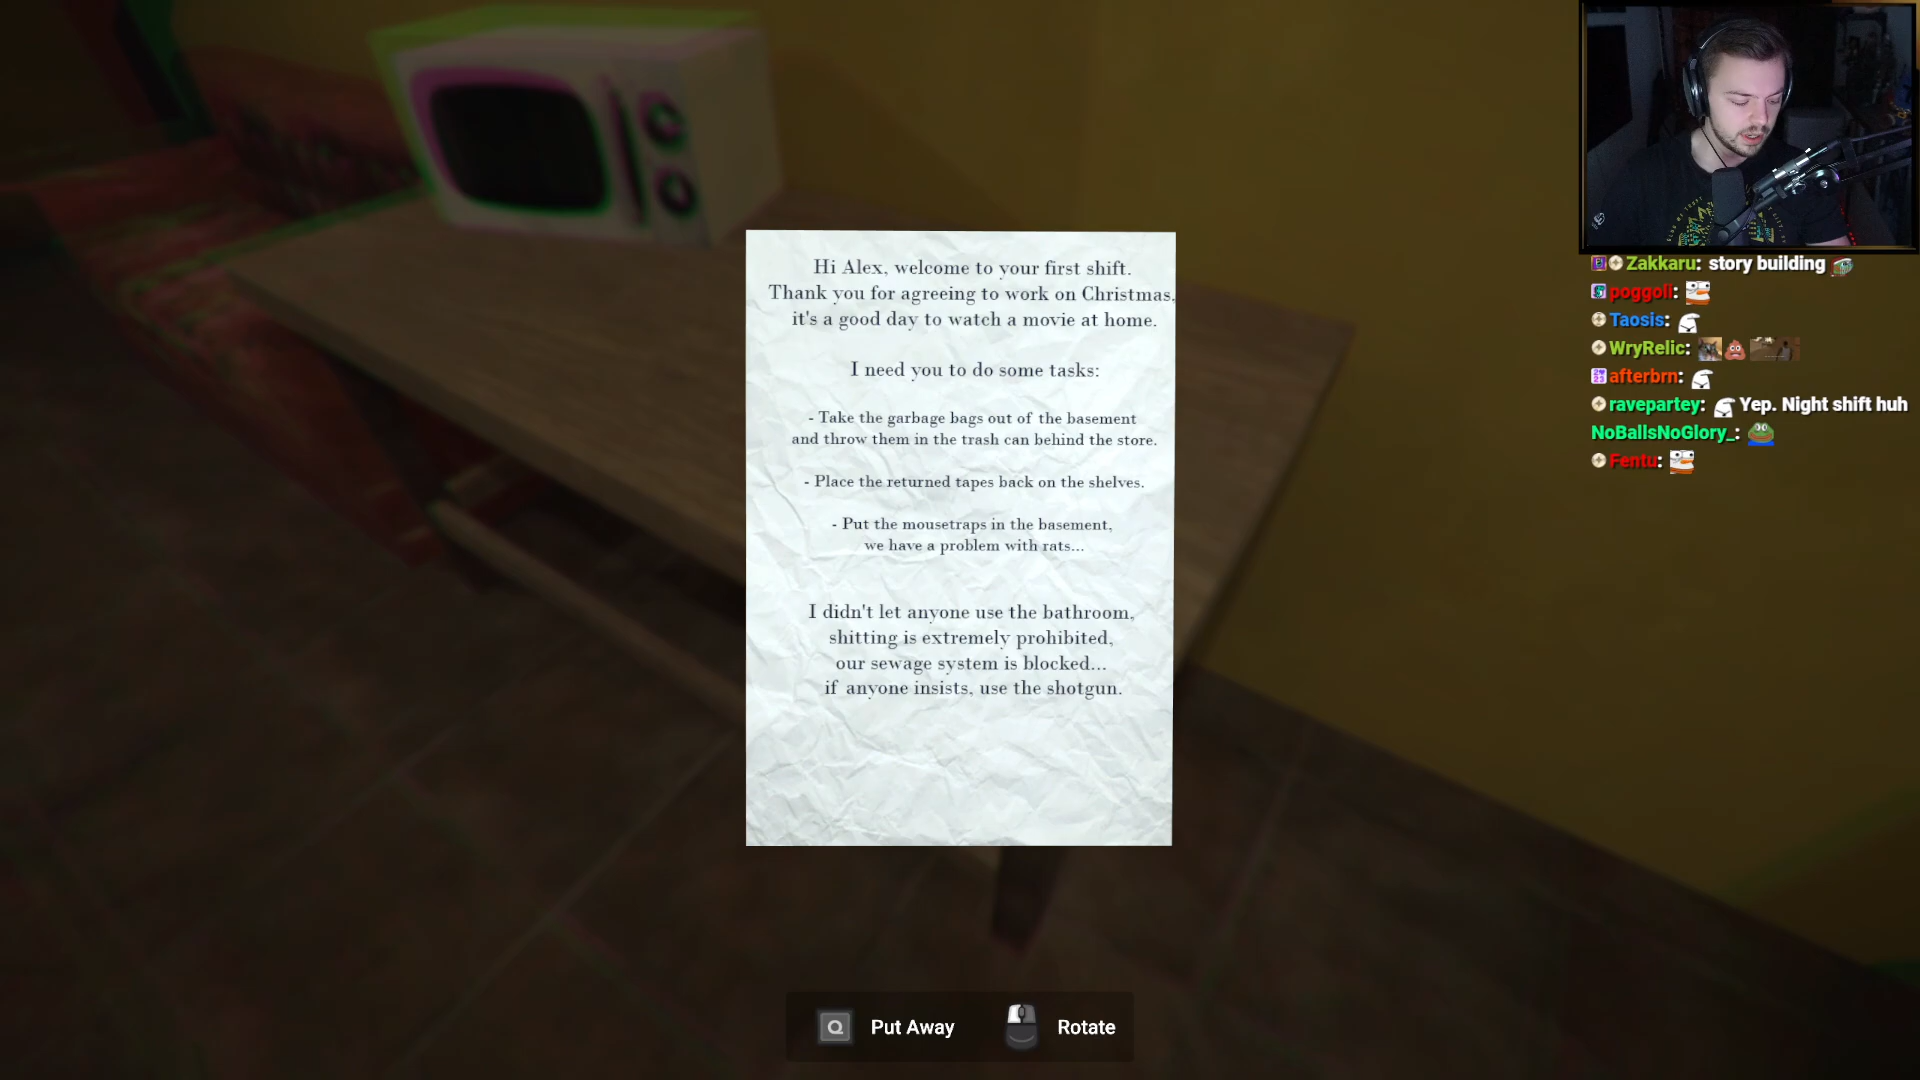 Hi Alex, welcome to your first shift.
Thank you for agreeing to work on Christmas,
it's a good day to watch a movie at home.
I need you to do some tasks:
- Take the garbage bags out of the basement
and throw them in the trash can behind the store.
- Place the returned tapes back on the shelves.
- Put the mousetraps in the basement,
we have a problem with rats...
I didn't let anyone use the bathroom,
shitting is extremely prohibited,
our sewage system is blocked...
if anyone insists, use the shotgun.
Q Put Away Rotate
Zakkaru: story building
poggoli:
Taosis:
WryRelic:
afterbrn:
ravepartey: Yep. Night shift huh
NoBallsNoGlory_:
Fentu: